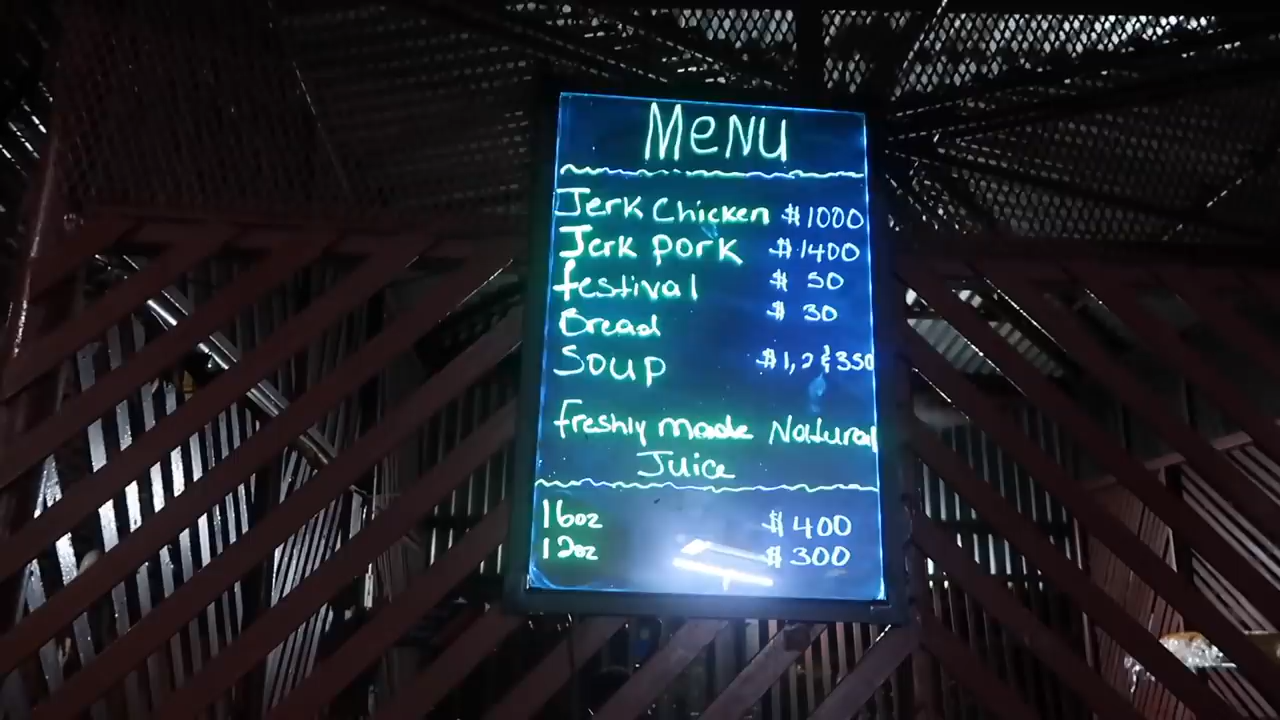 MeNU
Jerk Chicken $1000
Jerk pork $1400
festival $ 50
Bread $ 30
Soup $1,2 & 350
freshly made Natural
Juice
16oz $400
12oz $300